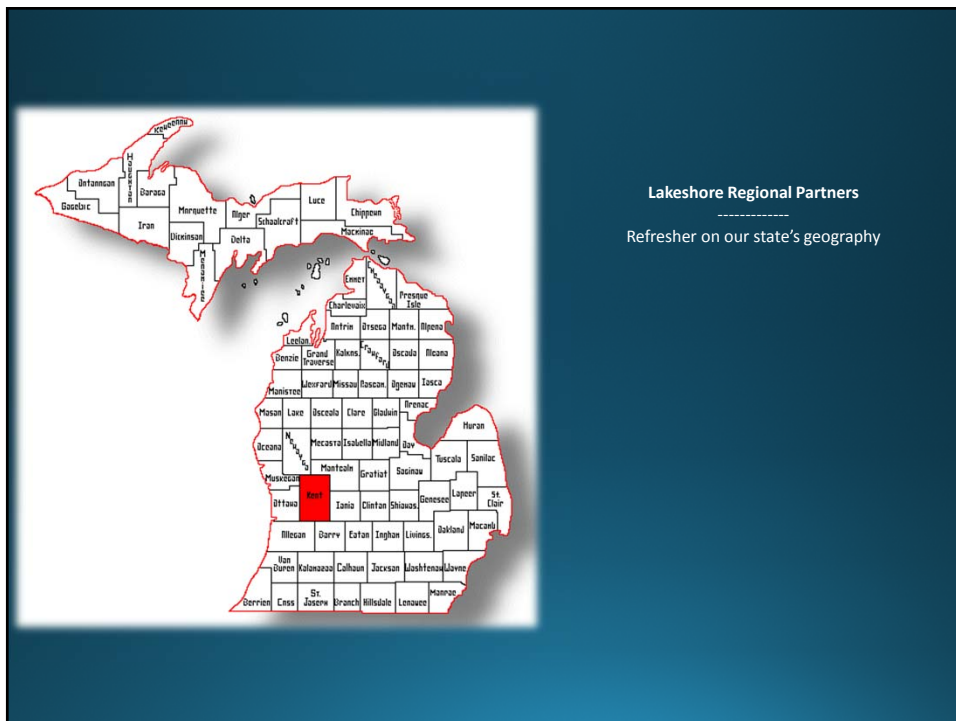 Lakeshore Regional Partners
-------------
Refresher on our state's geography
Keweenaw
Houghton
Ontonagon
Baraga
Gogebic
Iron
Marquette
Dickinson
Menominee
Alger
Delta
Schoolcraft
Luce
Chippewa
Mackinac
Emmet
Cheboygan
Presque
Isle
Charlevoix
Antrim
Otsego
Montm.
Alpena
Leelan.
Benzie
Grand
Traverse
Kalkas.
Crawford
Oscoda
Alcona
Manistee
Wexford
Missau
Roscom.
Ogemaw
Iosco
Mason
Lake
Osceola
Clare
Gladwin
Arenac
Huron
Oceana
Newaygo
Mecosta
Isabella
Midland
Bay
Tuscola
Sanilac
Muskegon
Montcalm
Gratiot
Saginaw
Ottawa
Kent
Ionia
Clinton
Shiawas.
Genesee
Lapeer
St.
Clair
Allegan
Barry
Eaton
Ingham
Livings.
Oakland
Macomb
Van
Buren
Kalamazoo
Calhoun
Jackson
Washtenaw
Wayne
Berrien
Cass
St.
Joseph
Branch
Hillsdale
Lenawee
Monroe